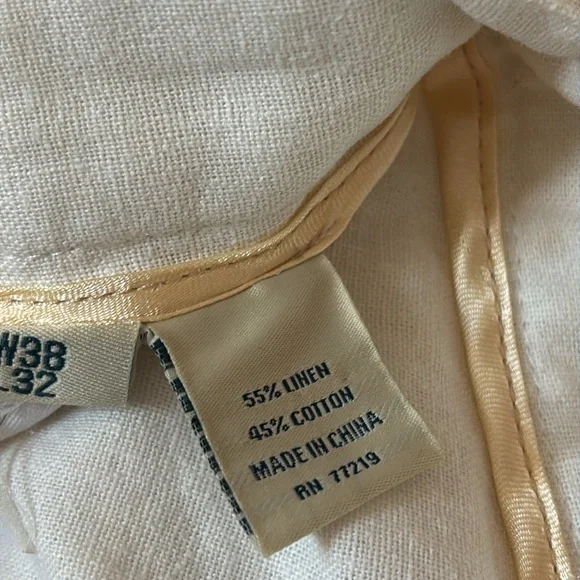 W38
L32
55% LINEN
45% COTTON
MADE IN CHINA
RN 77219